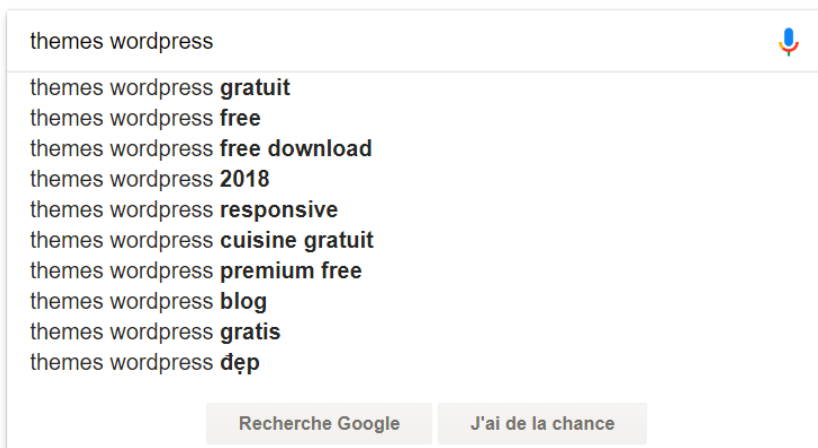 themes wordpress
themes wordpress gratuit
themes wordpress free
themes wordpress free download
themes wordpress 2018
themes wordpress responsive
themes wordpress cuisine gratuit
themes wordpress premium free
themes wordpress blog
themes wordpress gratis
themes wordpress đẹp
Recherche Google J'ai de la chance